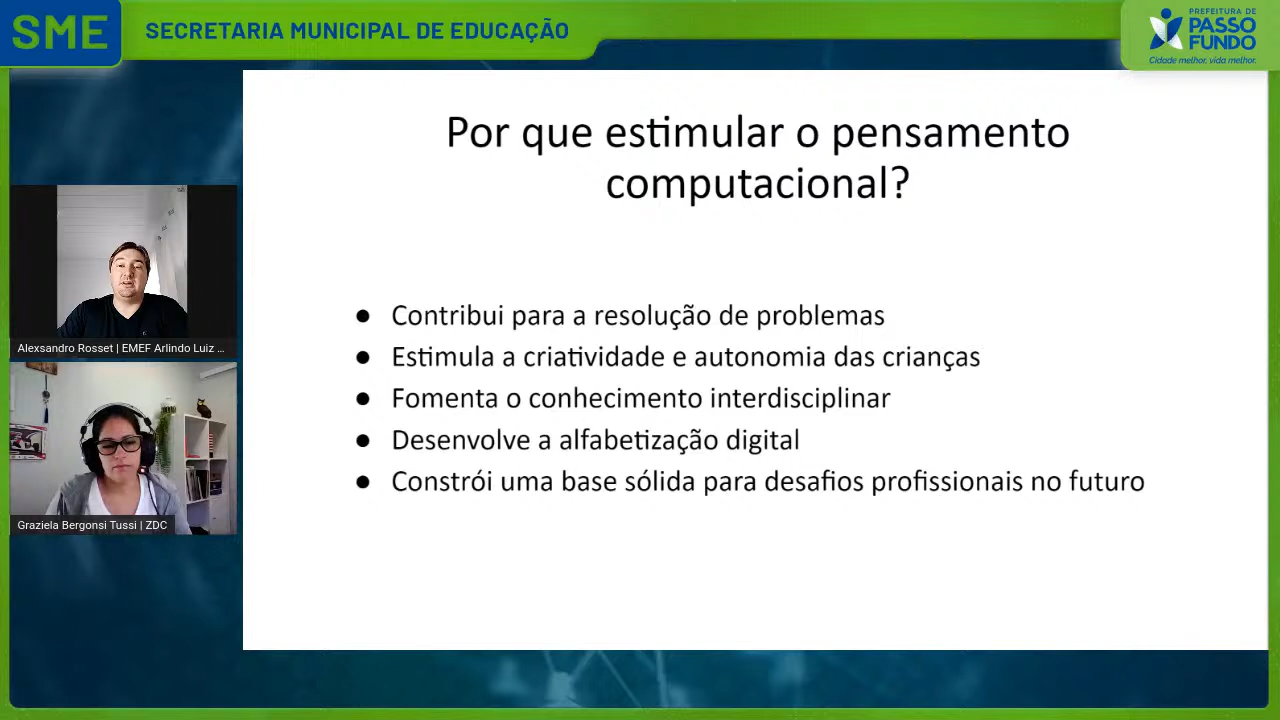 SME
SECRETARIA MUNICIPAL DE EDUCAÇÃO
PREFEITURA DE
PASSO
FUNDO
Cidade melhor, vida melhor.
Por que estimular o pensamento
computacional?
● Contribui para a resolução de problemas
● Estimula a criatividade e autonomia das crianças
● Fomenta o conhecimento interdisciplinar
● Desenvolve a alfabetização digital
● Constrói uma base sólida para desafios profissionais no futuro
Alexsandro Rosset | EMEF Arlindo Luiz ...
Graziela Bergonsi Tussi | ZDC